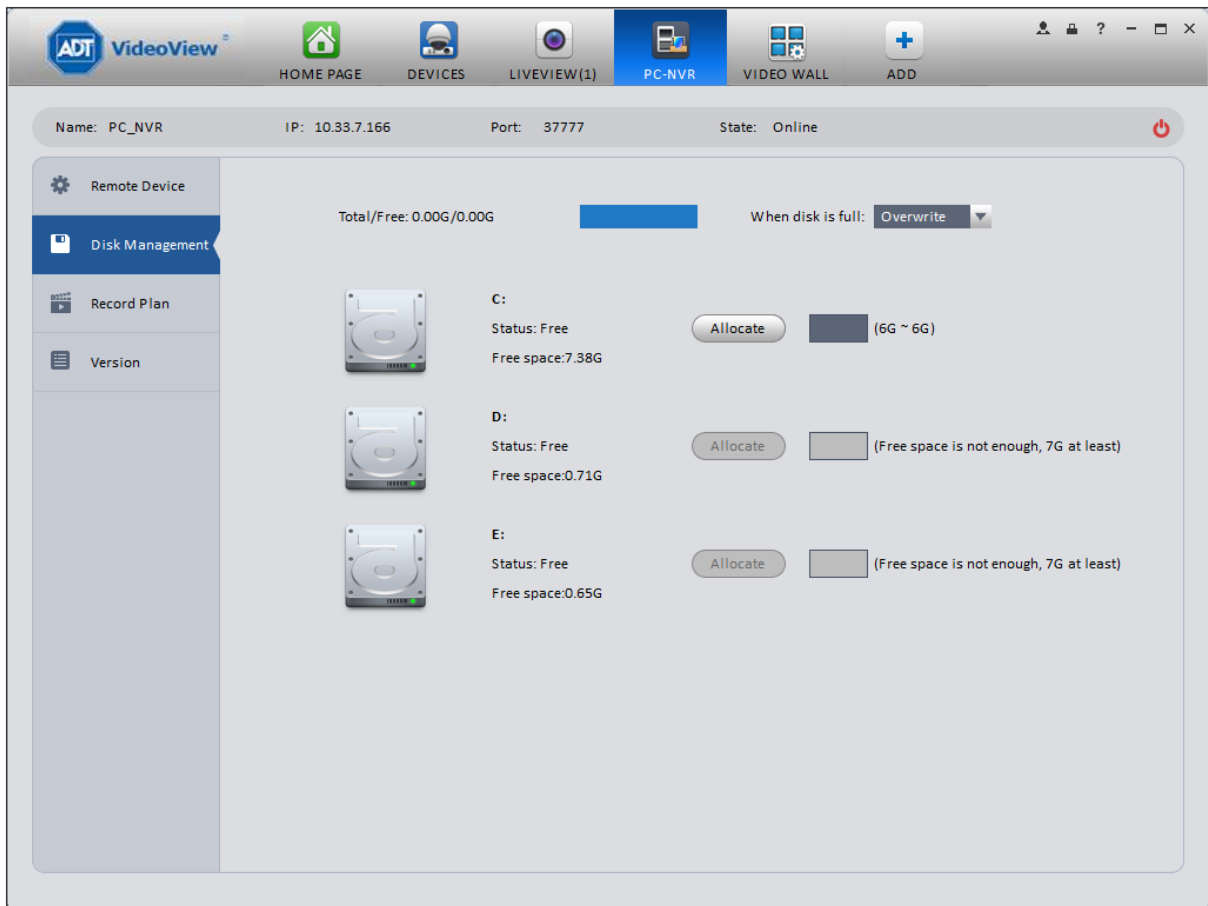 ADT VideoView®
HOME PAGE
DEVICES
LIVEVIEW(1)
PC-NVR
VIDEO WALL
ADD
Name: PC_NVR
IP: 10.33.7.166
Port: 37777
State: Online
Remote Device
Disk Management
Record Plan
Version
Total/Free: 0.00G/0.00G
When disk is full: Overwrite
C:
Status: Free
Allocate
(6G ~ 6G)
Free space:7.38G
D:
Status: Free
Allocate
(Free space is not enough, 7G at least)
Free space:0.71G
E:
Status: Free
Allocate
(Free space is not enough, 7G at least)
Free space:0.65G